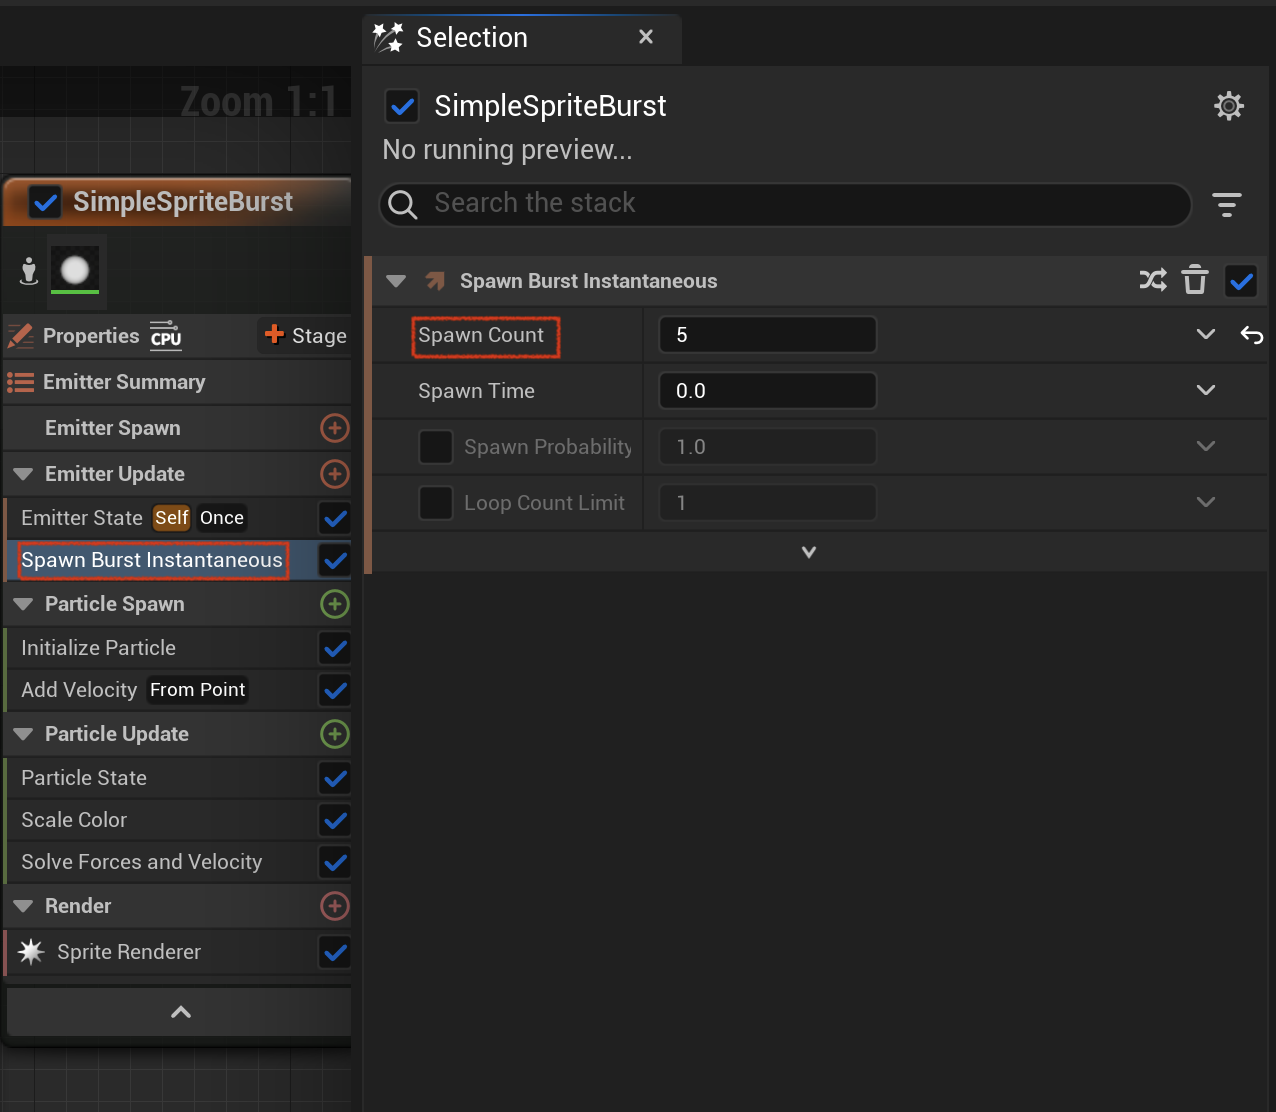 Selection
Zoom 1:1
SimpleSpriteBurst
No running preview...
Search the stack
SimpleSpriteBurst
Properties CPU Stage
Emitter Summary
Emitter Spawn
Emitter Update
Emitter State Self Once
Spawn Burst Instantaneous
Particle Spawn
Initialize Particle
Add Velocity From Point
Particle Update
Particle State
Scale Color
Solve Forces and Velocity
Render
Sprite Renderer
Spawn Burst Instantaneous
Spawn Count 5
Spawn Time 0.0
Spawn Probability 1.0
Loop Count Limit 1